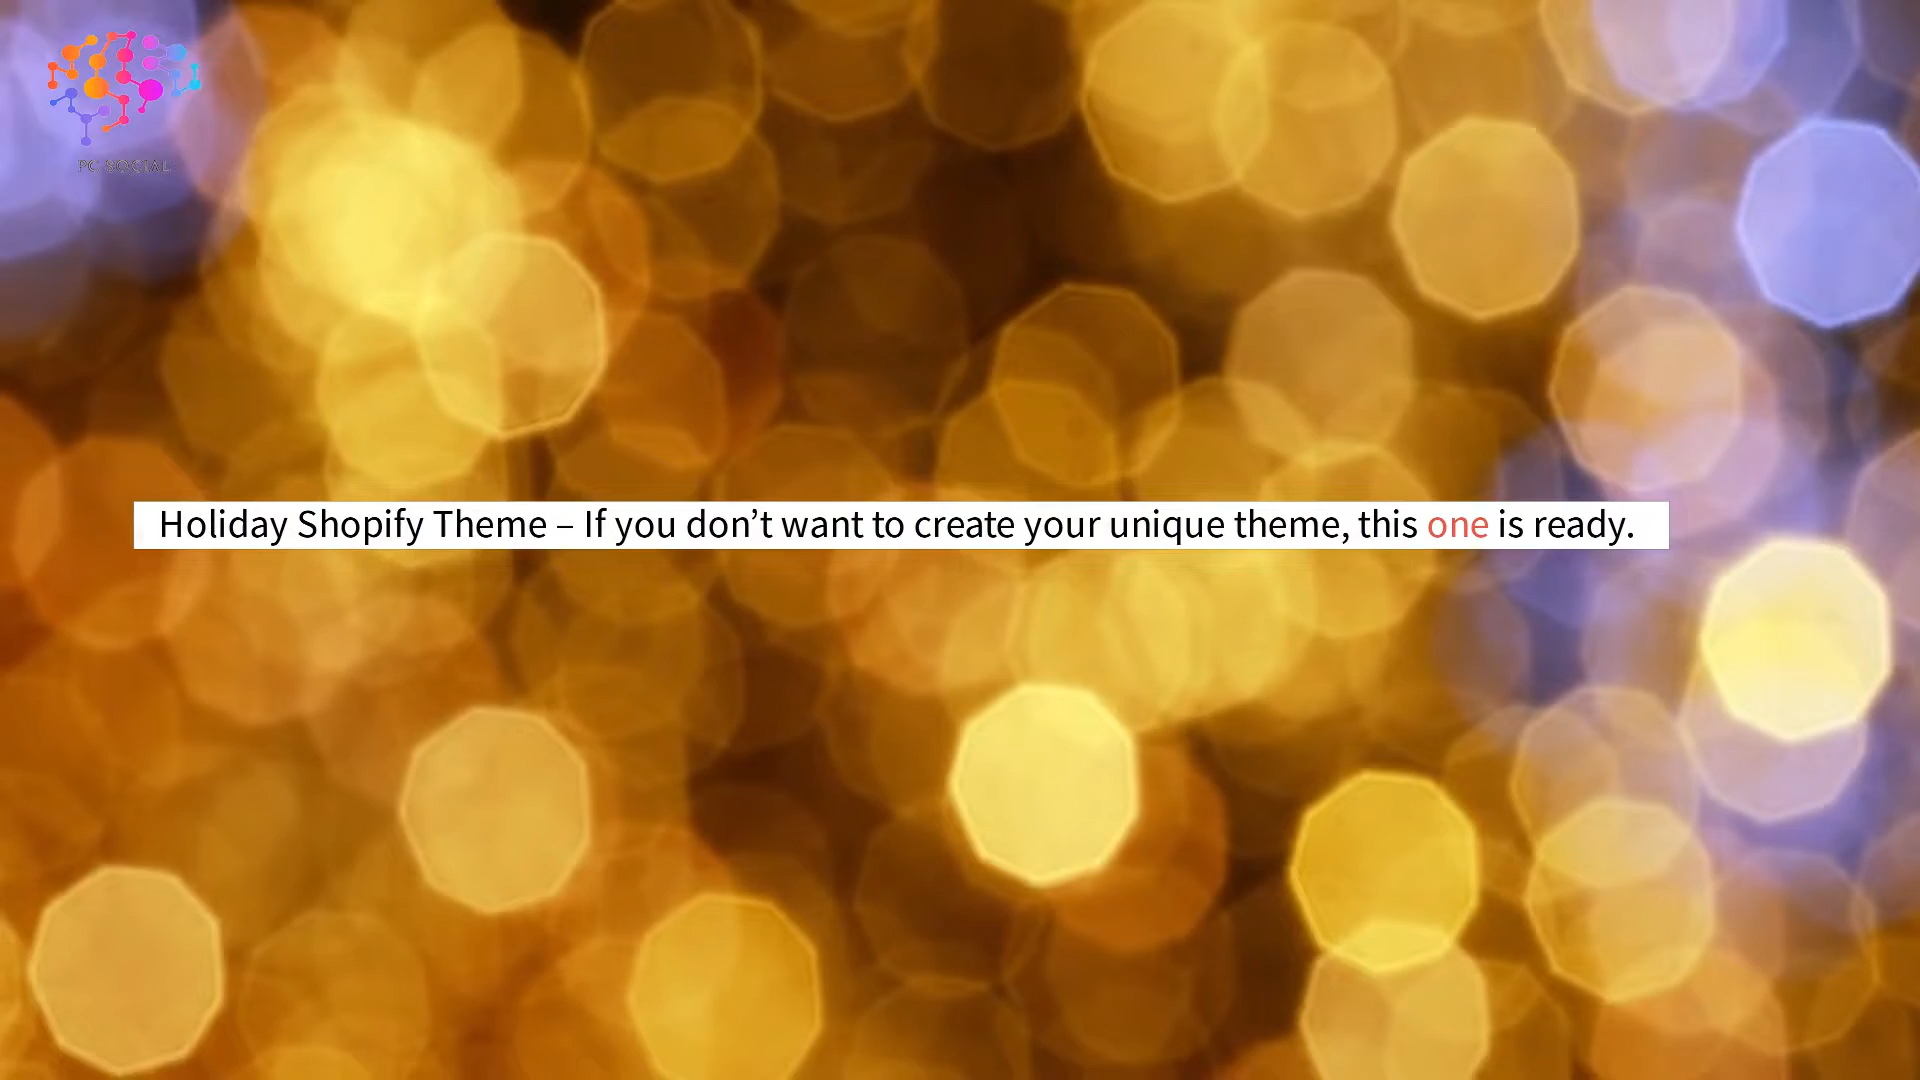 PC SOCIAL
Holiday Shopify Theme – If you don’t want to create your unique theme, this one is ready.